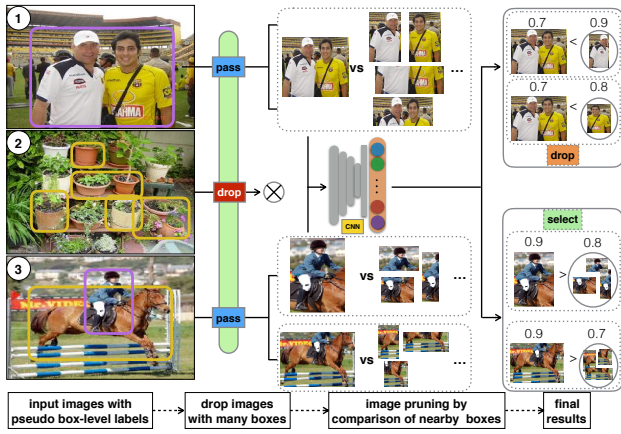 1
pass
vs
...
0.7 < 0.9
0.7 < 0.8
drop
2
drop
CNN
3
pass
vs
...
vs
...
select
0.9 > 0.8
0.9 > 0.7
input images with
pseudo box-level labels
drop images
with many boxes
image pruning by
comparison of nearby boxes
final
results